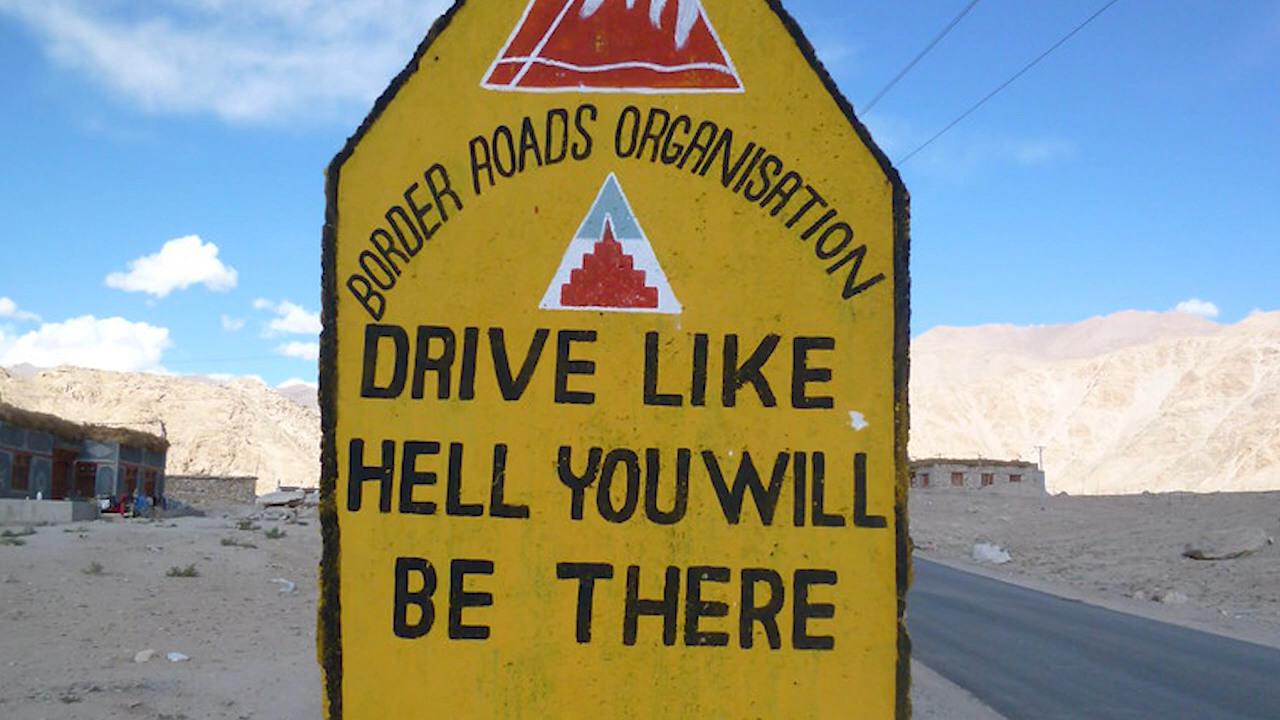 BORDER ROADS ORGANISATION
DRIVE LIKE
HELL YOU WILL
BE THERE